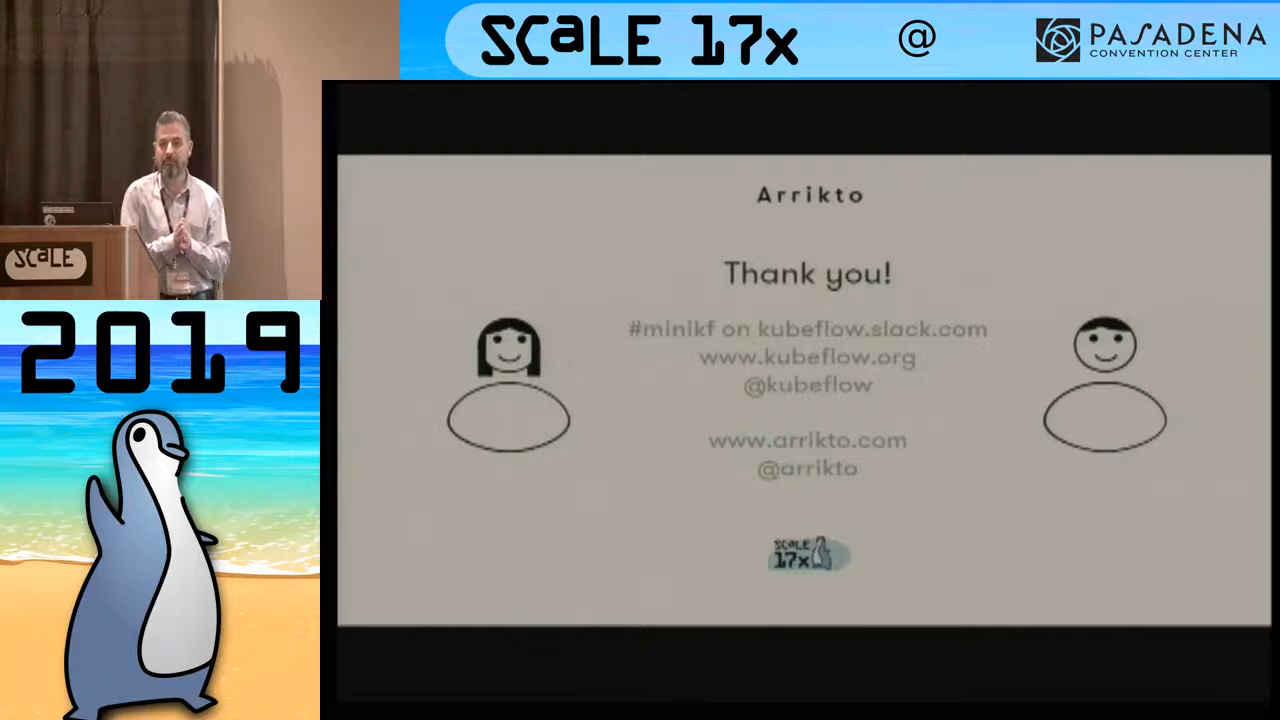 SCaLE 17x
@
PASADENA
CONVENTION CENTER
SCaLE
2019
Arrikto
Thank you!
#minikf on kubeflow.slack.com
www.kubeflow.org
@kubeflow
www.arrikto.com
@arrikto
SCaLE
17x